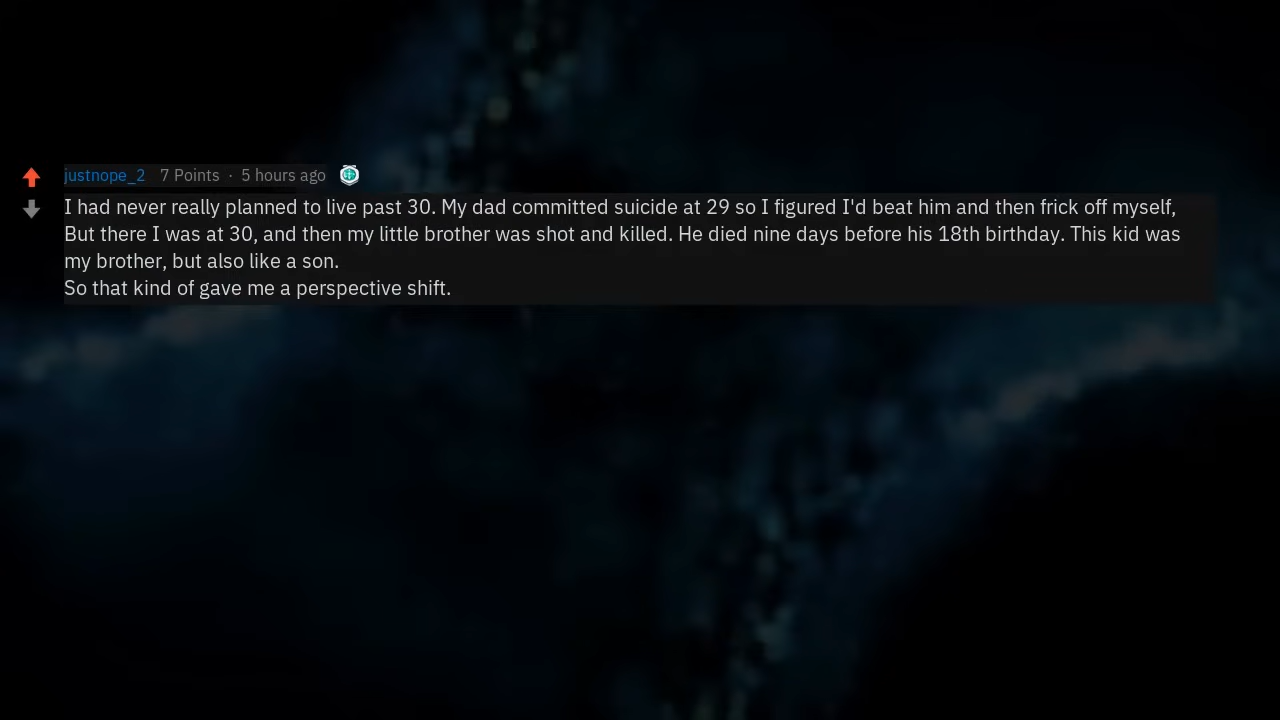 justnope_2 7 Points · 5 hours ago
I had never really planned to live past 30. My dad committed suicide at 29 so I figured I'd beat him and then frick off myself,
But there I was at 30, and then my little brother was shot and killed. He died nine days before his 18th birthday. This kid was
my brother, but also like a son.
So that kind of gave me a perspective shift.